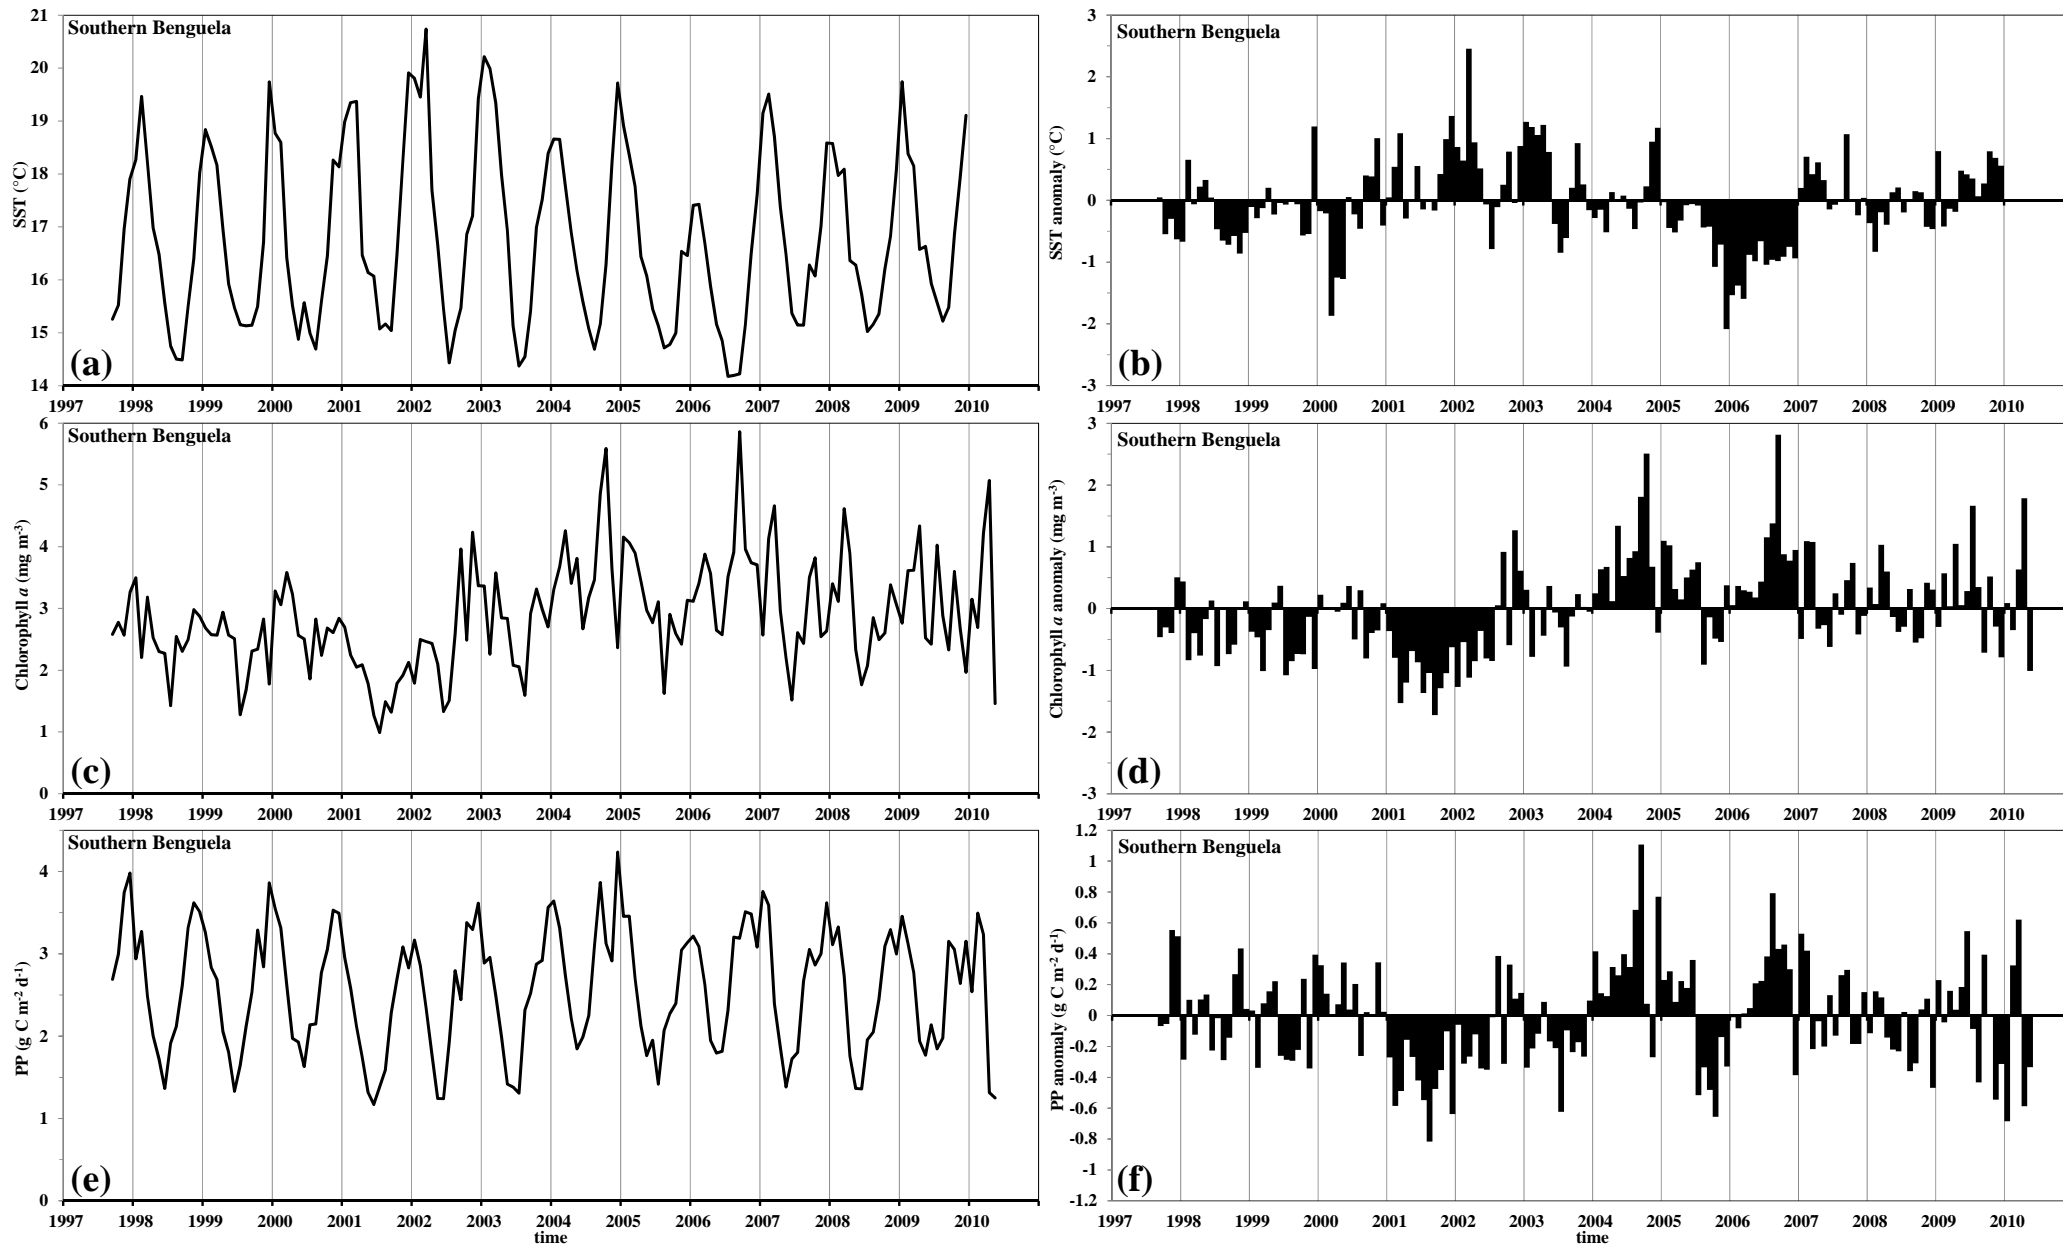 Southern Benguela
SST (°C)
21
20
19
18
17
16
15
14
(a)
1997 1998 1999 2000 2001 2002 2003 2004 2005 2006 2007 2008 2009 2010
Southern Benguela
SST anomaly (°C)
3
2
1
0
-1
-2
-3
(b)
1997 1998 1999 2000 2001 2002 2003 2004 2005 2006 2007 2008 2009 2010
Southern Benguela
Chlorophyll a (mg m-3)
6
5
4
3
2
1
0
(c)
1997 1998 1999 2000 2001 2002 2003 2004 2005 2006 2007 2008 2009 2010
Southern Benguela
Chlorophyll a anomaly (mg m-3)
3
2
1
0
-1
-2
-3
(d)
1997 1998 1999 2000 2001 2002 2003 2004 2005 2006 2007 2008 2009 2010
Southern Benguela
PP (g C m-2 d-1)
4
3
2
1
0
(e)
1997 1998 1999 2000 2001 2002 2003 2004 2005 2006 2007 2008 2009 2010
time
Southern Benguela
PP anomaly (g C m-2 d-1)
1.2
1
0.8
0.6
0.4
0.2
0
-0.2
-0.4
-0.6
-0.8
-1
-1.2
(f)
1997 1998 1999 2000 2001 2002 2003 2004 2005 2006 2007 2008 2009 2010
time